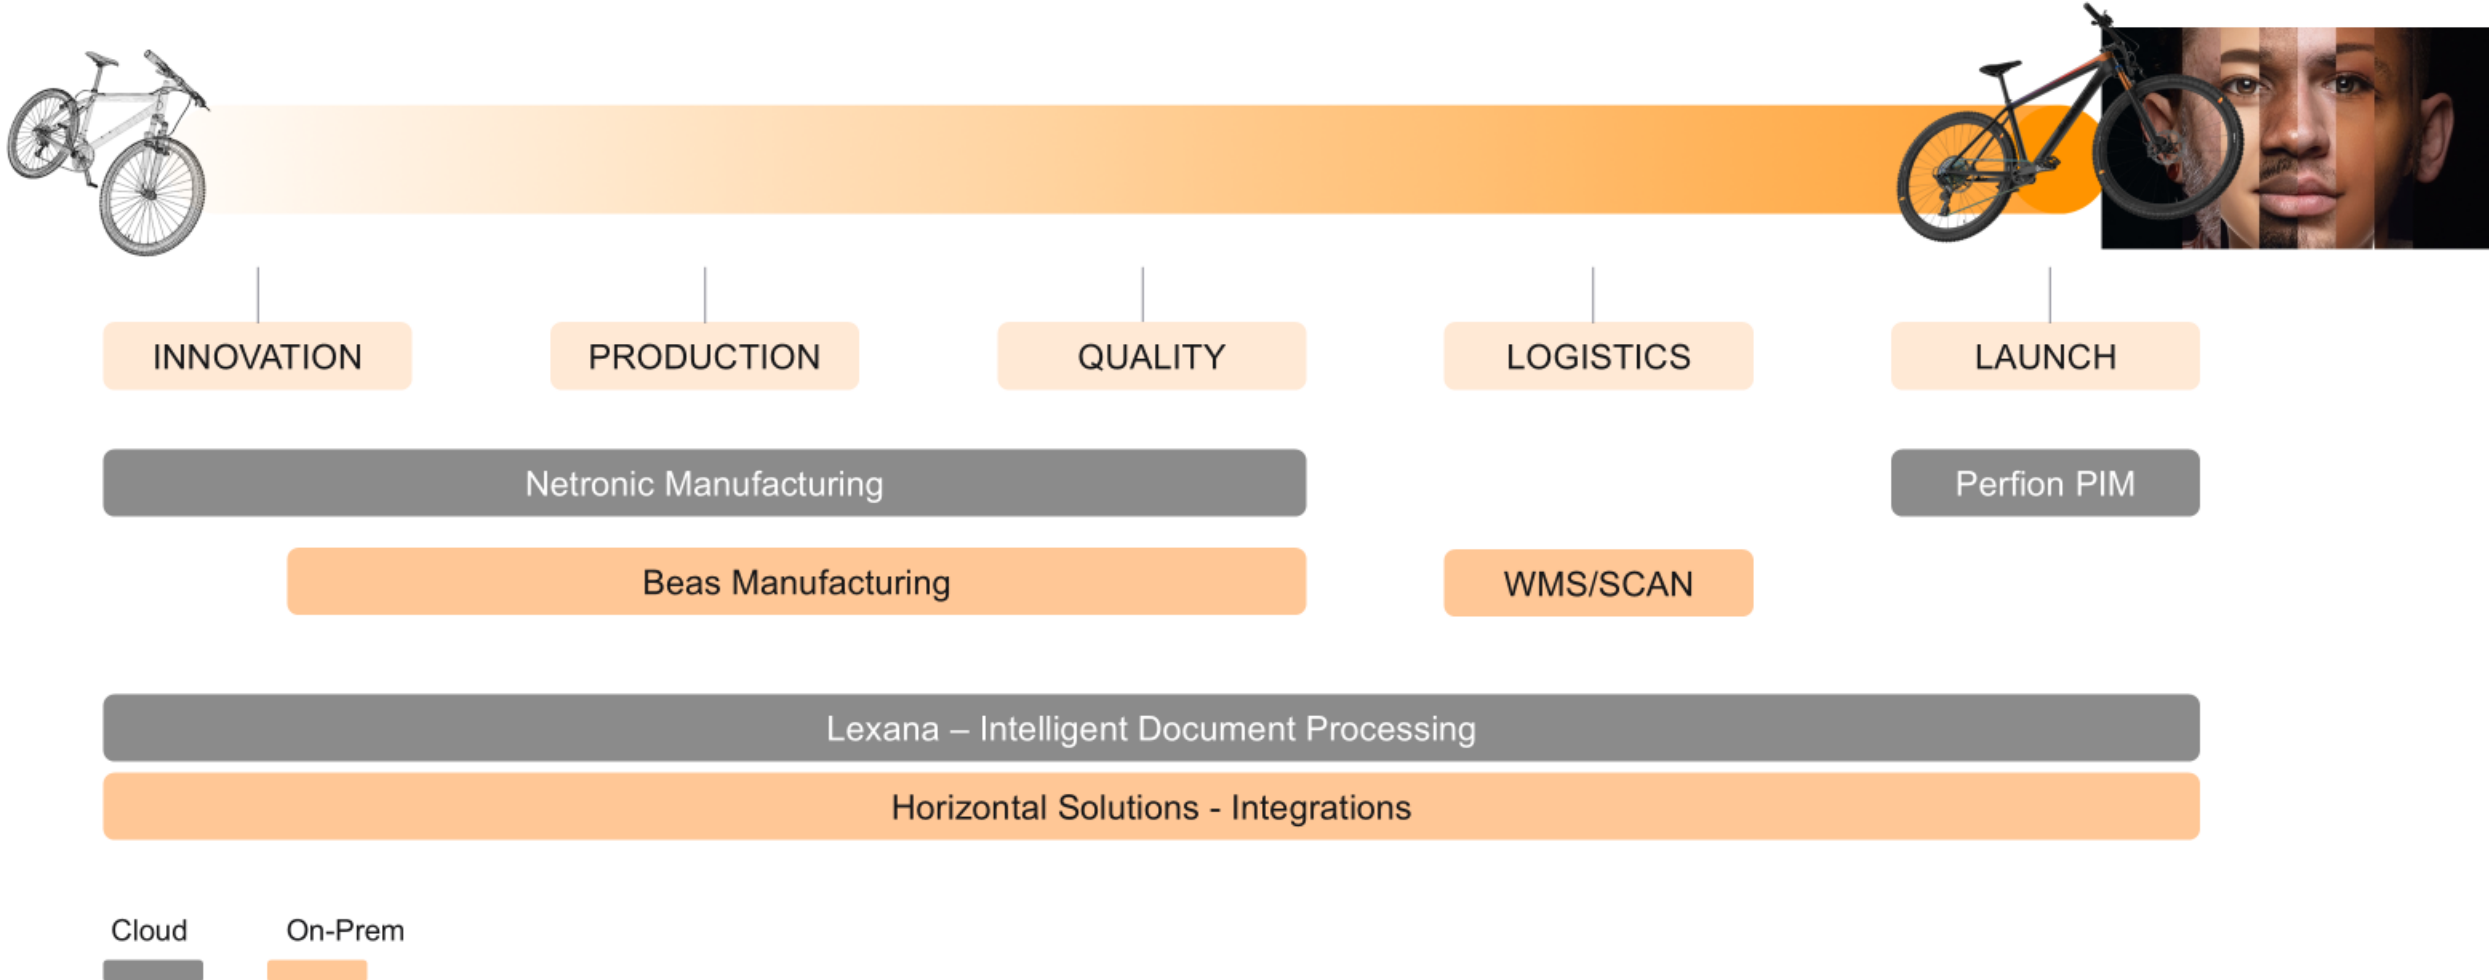 INNOVATION
PRODUCTION
QUALITY
LOGISTICS
LAUNCH
Netronic Manufacturing
Perfion PIM
Beas Manufacturing
WMS/SCAN
Lexana – Intelligent Document Processing
Horizontal Solutions - Integrations
Cloud
On-Prem